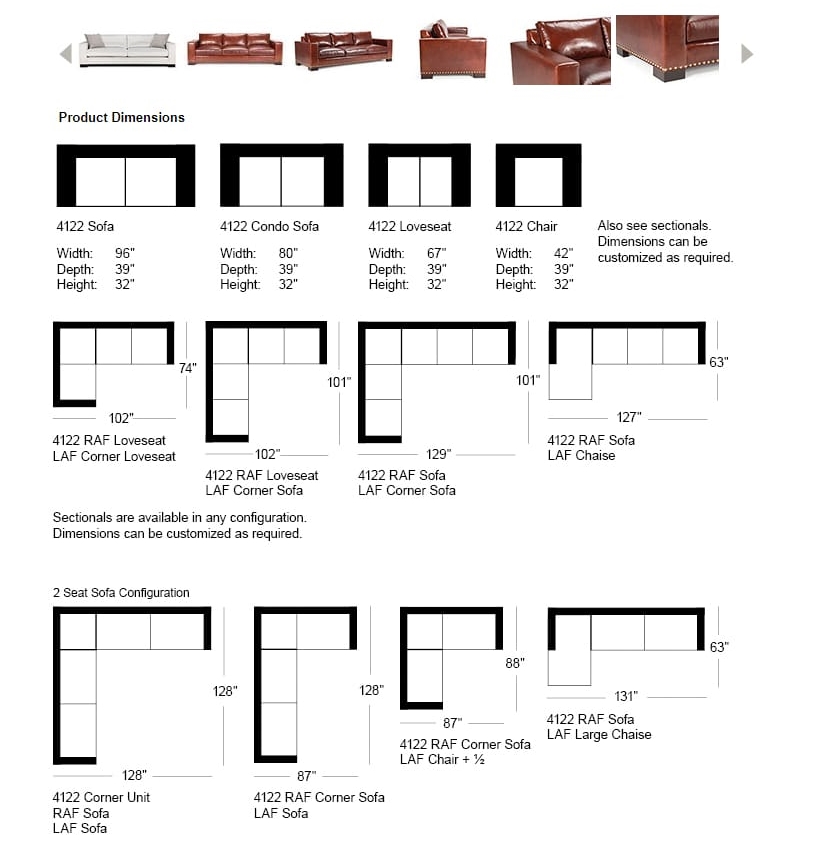 Product Dimensions
4122 Sofa
Width: 96"
Depth: 39"
Height: 32"
4122 Condo Sofa
Width: 80"
Depth: 39"
Height: 32"
4122 Loveseat
Width: 67"
Depth: 39"
Height: 32"
4122 Chair
Width: 42"
Depth: 39"
Height: 32"
Also see sectionals.
Dimensions can be
customized as required.
74"
102"
4122 RAF Loveseat
LAF Corner Loveseat
101"
102"
4122 RAF Loveseat
LAF Corner Sofa
101"
129"
4122 RAF Sofa
LAF Corner Sofa
63"
127"
4122 RAF Sofa
LAF Chaise
Sectionals are available in any configuration.
Dimensions can be customized as required.
2 Seat Sofa Configuration
128"
128"
4122 Corner Unit
RAF Sofa
LAF Sofa
128"
87"
4122 RAF Corner Sofa
LAF Sofa
88"
87"
4122 RAF Corner Sofa
LAF Chair + ½
63"
131"
4122 RAF Sofa
LAF Large Chaise